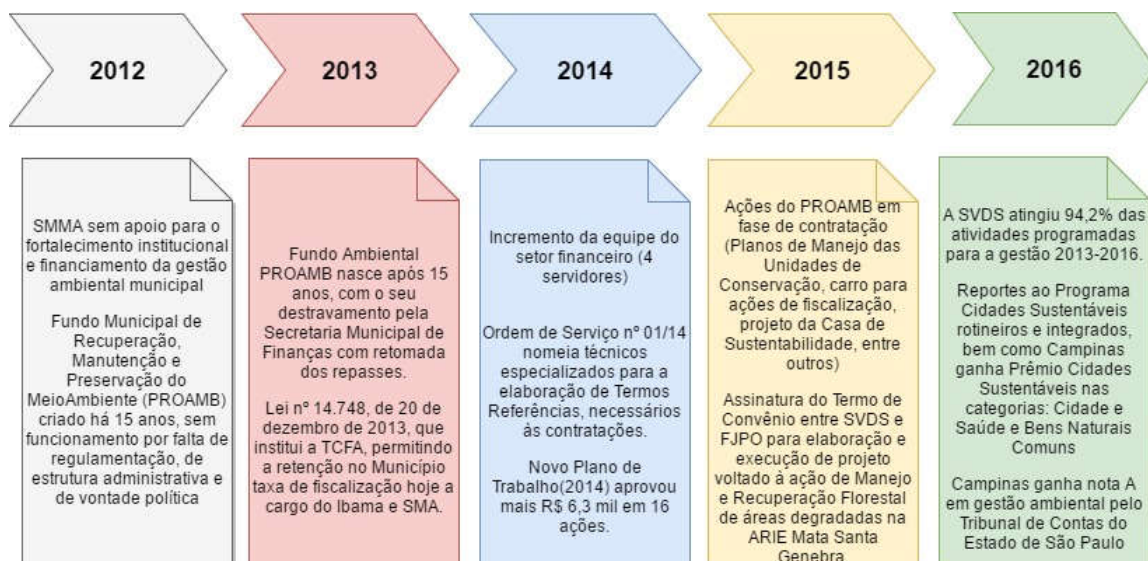 2012
2013
2014
2015
2016
SMMA sem apoio para o
fortalecimento institucional
e financiamento da gestão
ambiental municipal
Fundo Municipal de
Recuperação,
Manutenção e
Preservação do
MeioAmbiente (PROAMB)
criado há 15 anos, sem
funcionamento por falta de
regulamentação, de
estrutura administrativa e
de vontade política
Fundo Ambiental
PROAMB nasce após 15
anos, com o seu
destravamento pela
Secretaria Municipal de
Finanças com retomada
dos repasses.
Lei nº 14.748, de 20 de
dezembro de 2013, que
institui a TCFA, permitindo
a retenção no Município
taxa de fiscalização hoje a
cargo do Ibama e SMA.
Incremento da equipe do
setor financeiro (4
servidores)
Ordem de Serviço nº 01/14
nomeia técnicos
especializados para a
elaboração de Termos
Referências, necessários
às contratações.
Novo Plano de
Trabalho(2014) aprovou
mais R$ 6,3 mil em 16
ações.
Ações do PROAMB em
fase de contratação
(Planos de Manejo das
Unidades de
Conservação, carro para
ações de fiscalização,
projeto da Casa de
Sustentabilidade, entre
outros)
Assinatura do Termo de
Convênio entre SVDS e
FJPO para elaboração e
execução de projeto
voltado à ação de Manejo
e Recuperação Florestal
de áreas degradadas na
ARIE Mata Santa
Genebra
A SVDS atingiu 94,2% das
atividades programadas
para a gestão 2013-2016.
Reportes ao Programa
Cidades Sustentáveis
rotineiros e integrados,
bem como Campinas
ganha Prêmio Cidades
Sustentáveis nas
categorias: Cidade e
Saúde e Bens Naturais
Comuns
Campinas ganha nota A
em gestão ambiental pelo
Tribunal de Contas do
Estado de São Paulo